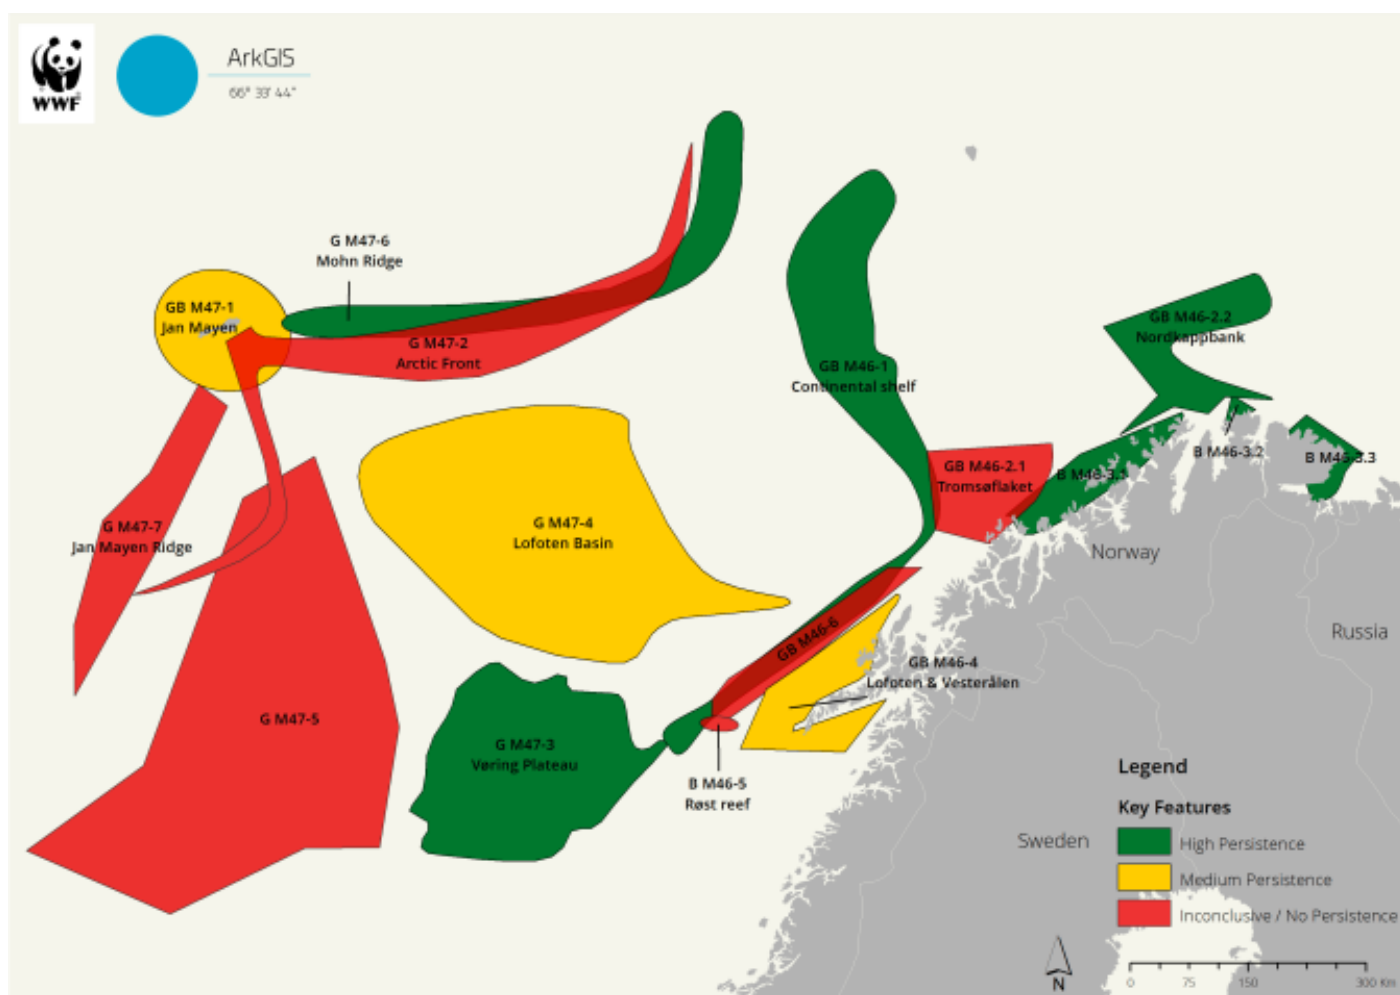 WWF
ArkGIS
66° 33' 44"
G M47-6
Mohn Ridge
GB M47-1
Jan Mayen
G M47-2
Arctic Front
GB M46-2.2
Nordkappbank
GB M46-1
Continental shelf
GB M46-2.1
Tromsøflaket
B M46-3.1
B M46-3.2
B M46-3.3
G M47-7
Jan Mayen Ridge
G M47-4
Lofoten Basin
Norway
Russia
GB M46-6
GB M46-4
Lofoten & Vesterålen
G M47-5
G M47-3
Vøring Plateau
B M46-5
Røst reef
Sweden
Legend
Key Features
High Persistence
Medium Persistence
Inconclusive / No Persistence
N
0 75 150 300 Km